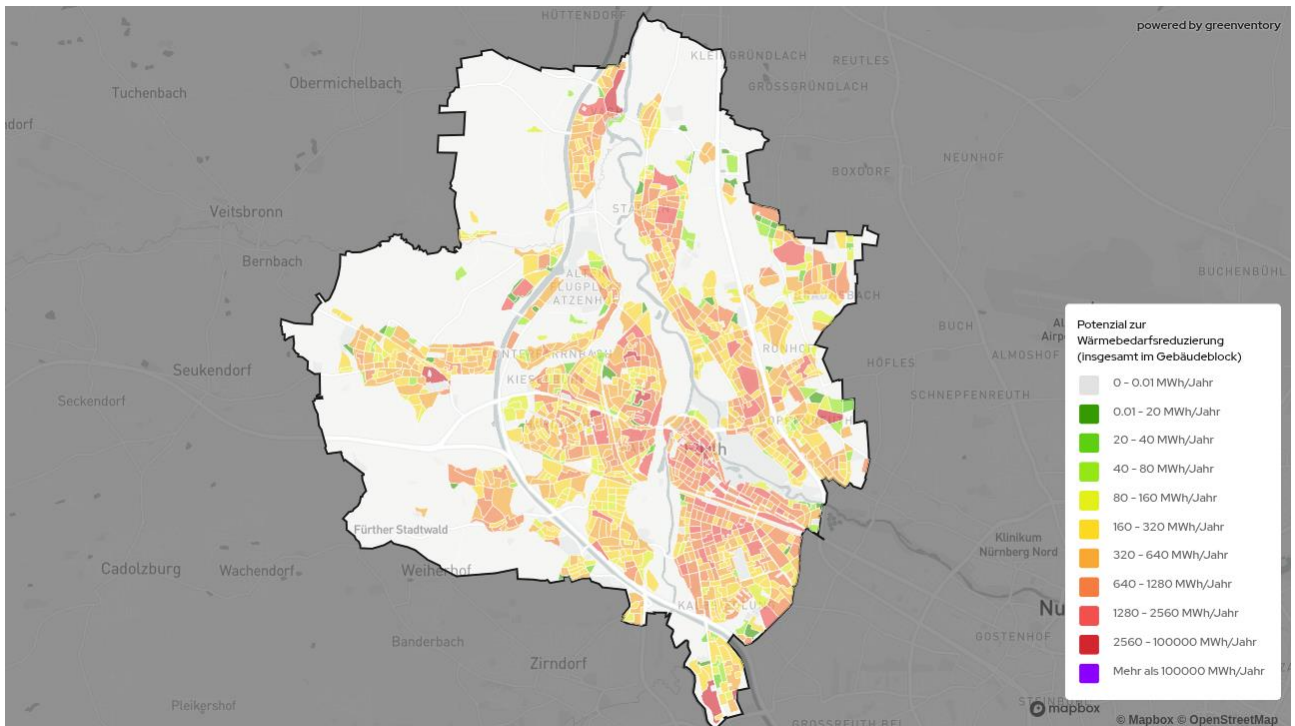 HÜTTENDORF
powered by greenventory
KLEINGRÜNDLACH
REUTLES
Obermichelbach
GROSSGRÜNDLACH
Tuchenbach
NEUNHOF
BOXDORF
Veitsbronn
Bernbach
BUCHENBÜHL
BUCH
ALMOSHOF
RONHOF
HÖFLES
Seukendorf
Seckendorf
SCHNEPFENREUTH
Potenzial zur
Wärmebedarfsreduzierung
(insgesamt im Gebäudeblock)
0 - 0.01 MWh/Jahr
0.01 - 20 MWh/Jahr
20 - 40 MWh/Jahr
40 - 80 MWh/Jahr
80 - 160 MWh/Jahr
160 - 320 MWh/Jahr
320 - 640 MWh/Jahr
640 - 1280 MWh/Jahr
1280 - 2560 MWh/Jahr
2560 - 100000 MWh/Jahr
Mehr als 100000 MWh/Jahr
Fürther Stadtwald
Klinikum
Nürnberg Nord
Cadolzburg
Wachendorf
Weiherhof
GOSTENHOF
Banderbach
Zirndorf
Pleikershof
mapbox
© Mapbox © OpenStreetMap